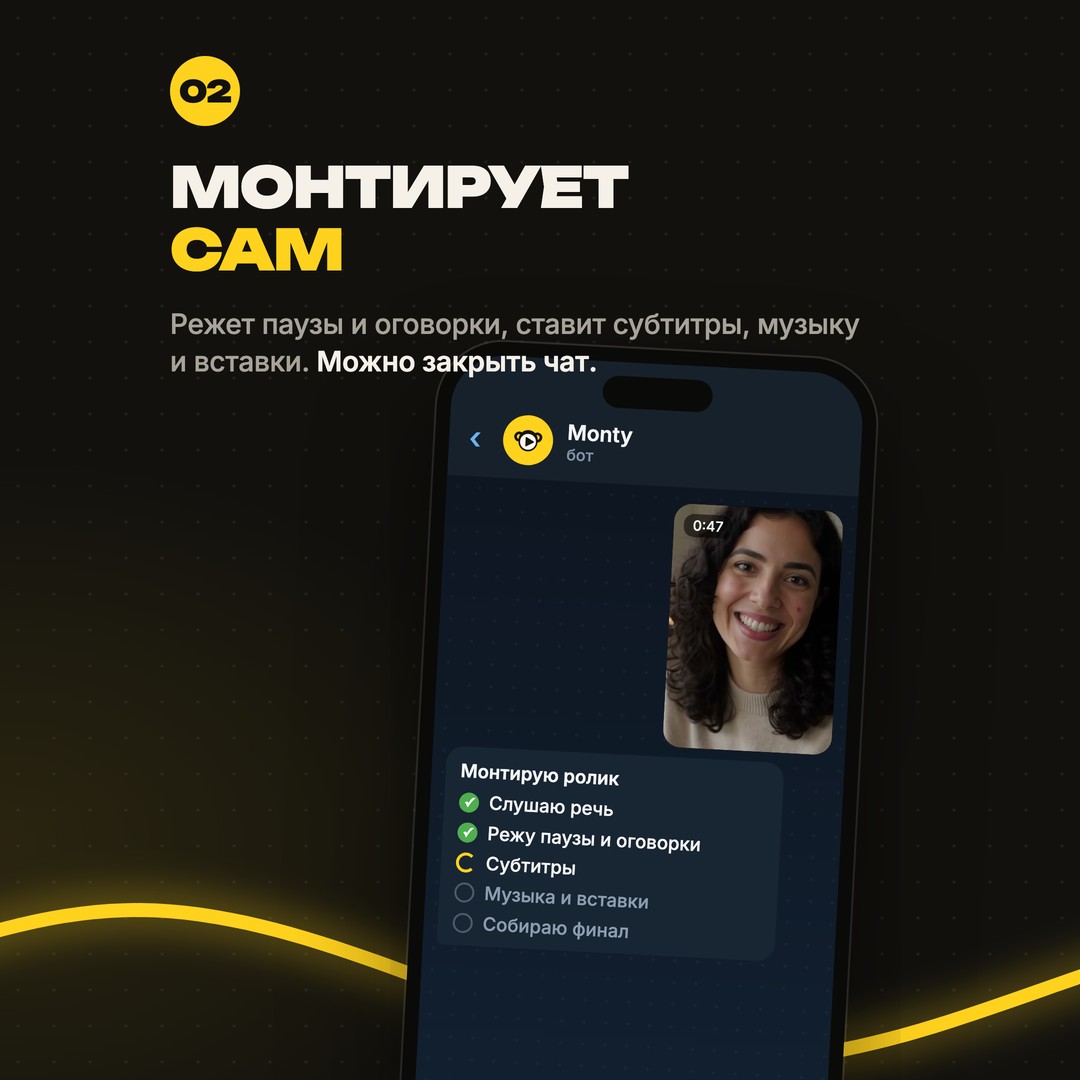 02
МОНТИРУЕТ
САМ
Режет паузы и оговорки, ставит субтитры, музыку
и вставки. Можно закрыть чат.
Monty
бот
0:47
Монтирую ролик
Слушаю речь
Режу паузы и оговорки
Субтитры
Музыка и вставки
Собираю финал